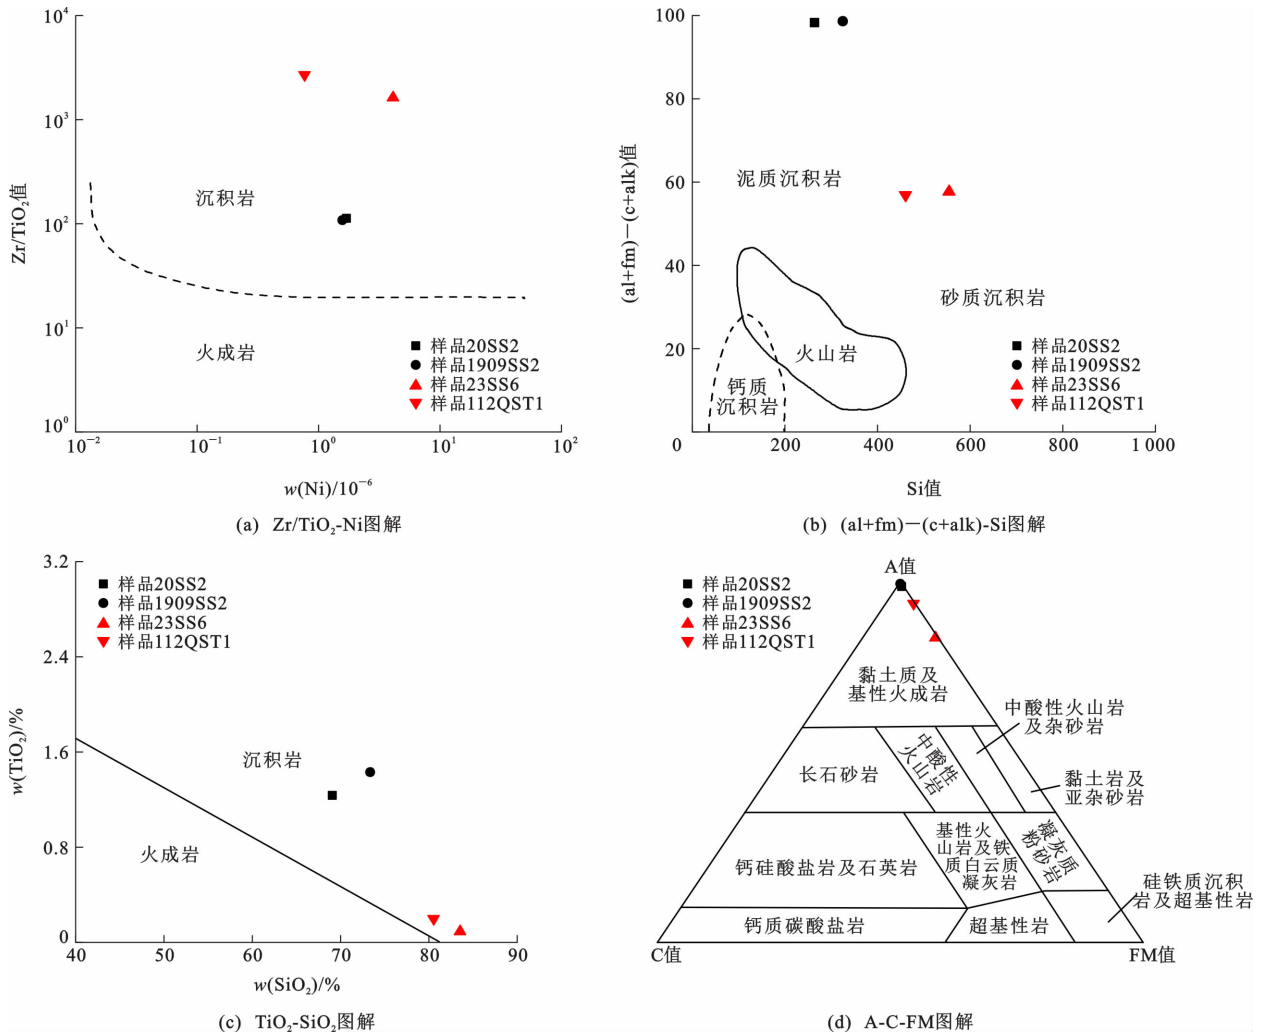 10⁴
10³
10²
10¹
10⁰
Zr/TiO₂值
沉积岩
火成岩
样品20SS2
样品1909SS2
样品23SS6
样品112QST1
10⁻² 10⁻¹ 10⁰ 10¹ 10²
w(Ni)/10⁻⁶
(a) Zr/TiO₂-Ni图解
100
80
60
40
20
(al+fm)－(c+alk)值
泥质沉积岩
砂质沉积岩
火山岩
钙质
沉积岩
样品20SS2
样品1909SS2
样品23SS6
样品112QST1
0 200 400 600 800 1 000
Si值
(b) (al+fm)－(c+alk)-Si图解
3.2
2.4
1.6
0.8
0
w(TiO₂)/%
样品20SS2
样品1909SS2
样品23SS6
样品112QST1
沉积岩
火成岩
40 50 60 70 80 90
w(SiO₂)/%
(c) TiO₂-SiO₂图解
A值
样品20SS2
样品1909SS2
样品23SS6
样品112QST1
黏土质及
基性火成岩
中酸性火山岩
及杂砂岩
长石砂岩
中酸性
火山岩
黏土岩及
亚杂砂岩
钙硅酸盐岩及石英岩
基性火
山岩及铁
质白云质
凝灰岩
凝灰质
粉砂岩
硅铁质沉积
岩及超基性岩
钙质碳酸盐岩
超基性岩
C值
FM值
(d) A-C-FM图解